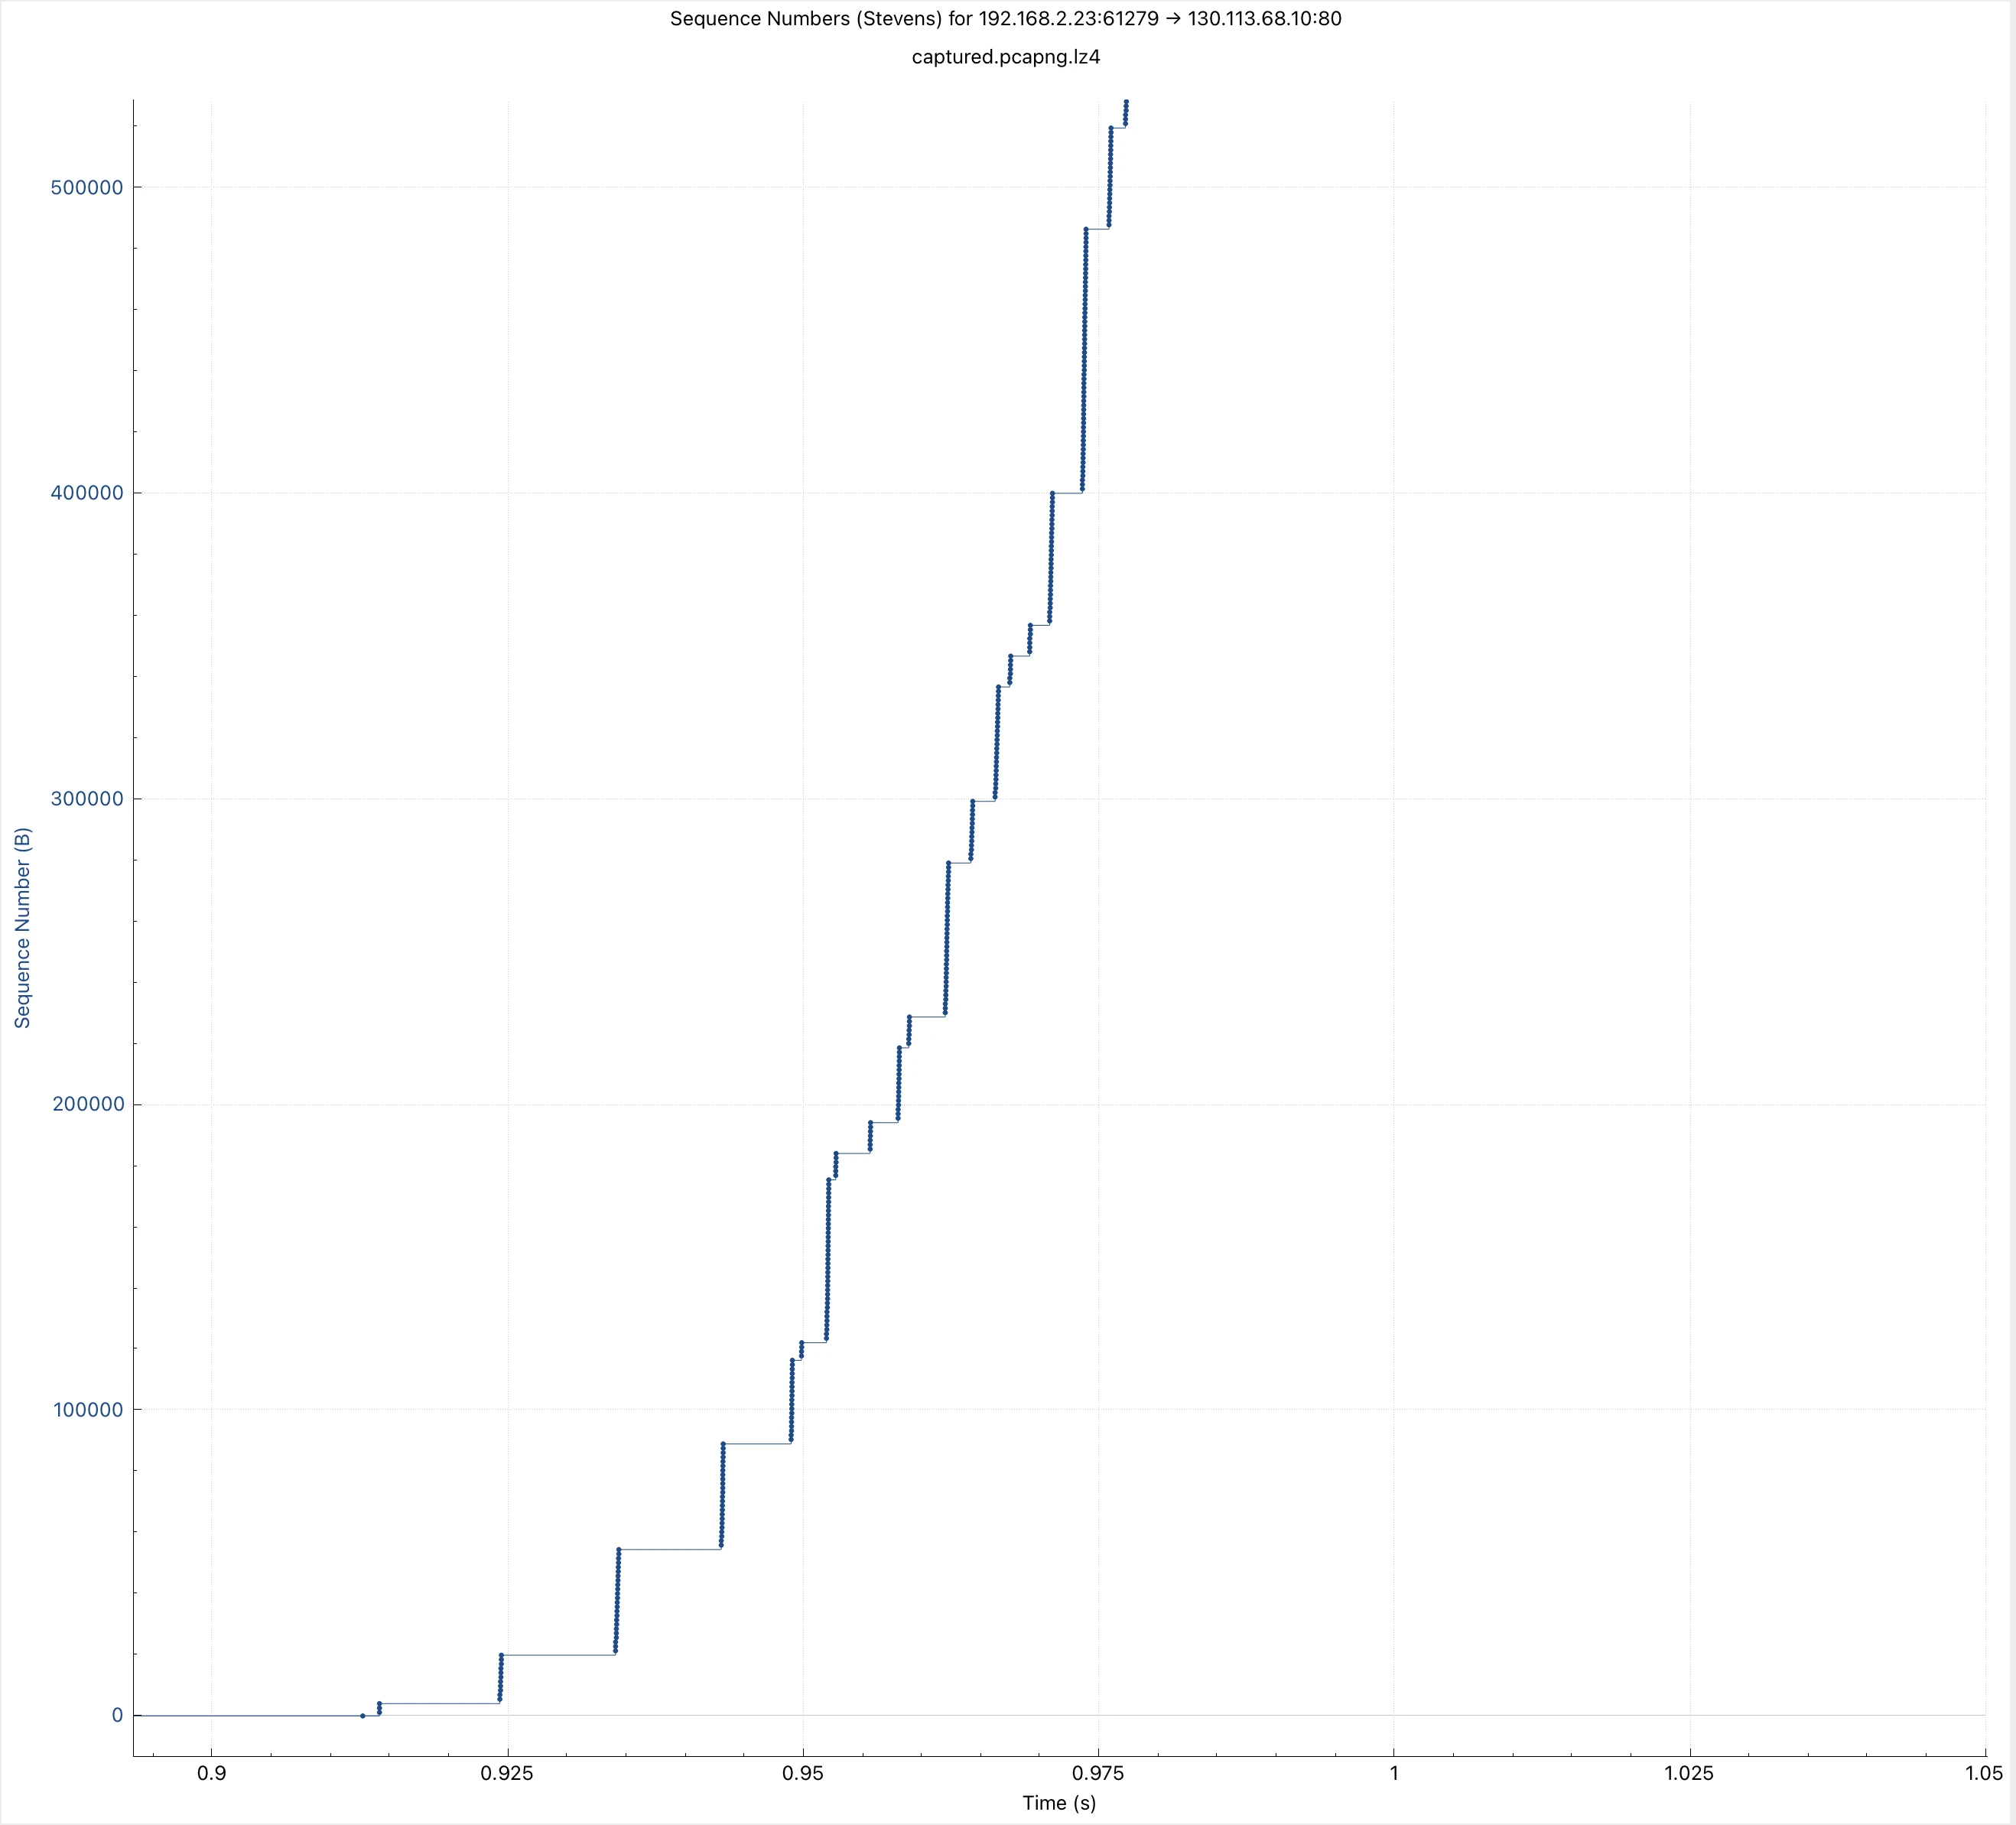 Sequence Numbers (Stevens) for 192.168.2.23:61279 → 130.113.68.10:80
captured.pcapng.lz4
500000
400000
300000
200000
100000
0
Sequence Number (B)
0.9 0.925 0.95 0.975 1 1.025 1.05
Time (s)